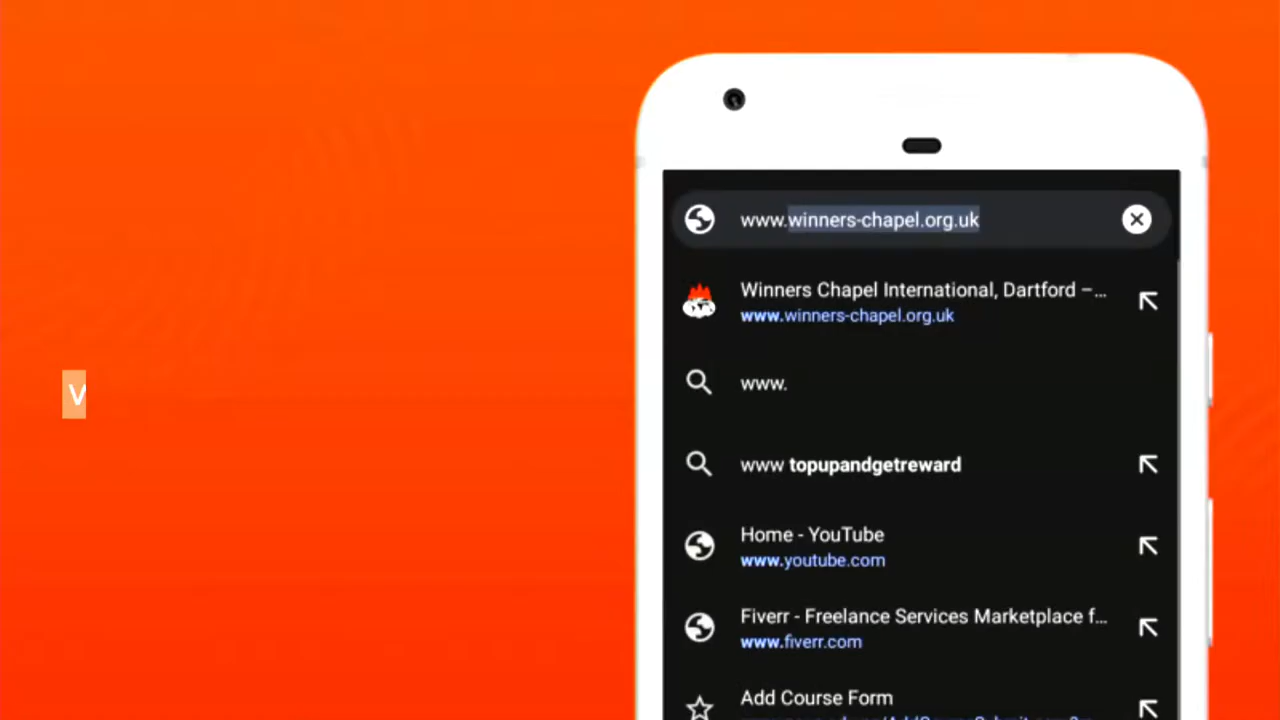 www.winners-chapel.org.uk
Winners Chapel International, Dartford –...
www.winners-chapel.org.uk
www.
V
www topupandgetreward
Home - YouTube
www.youtube.com
Fiverr - Freelance Services Marketplace f...
www.fiverr.com
Add Course Form